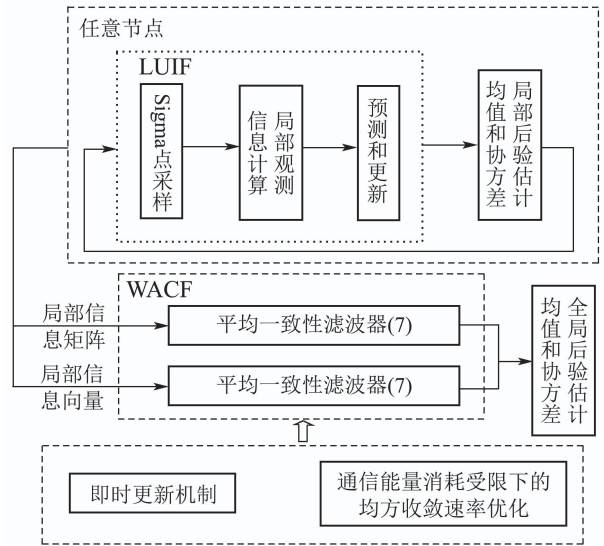 任意节点
LUIF
Sigma点采样
局部观测
信息计算
预测和更新
局部后验估计
均值和协方差
WACF
局部信
息矩阵
平均一致性滤波器(7)
局部信
息向量
平均一致性滤波器(7)
全局后验估计
均值和协方差
即时更新机制
通信能量消耗受限下的
均方收敛速率优化